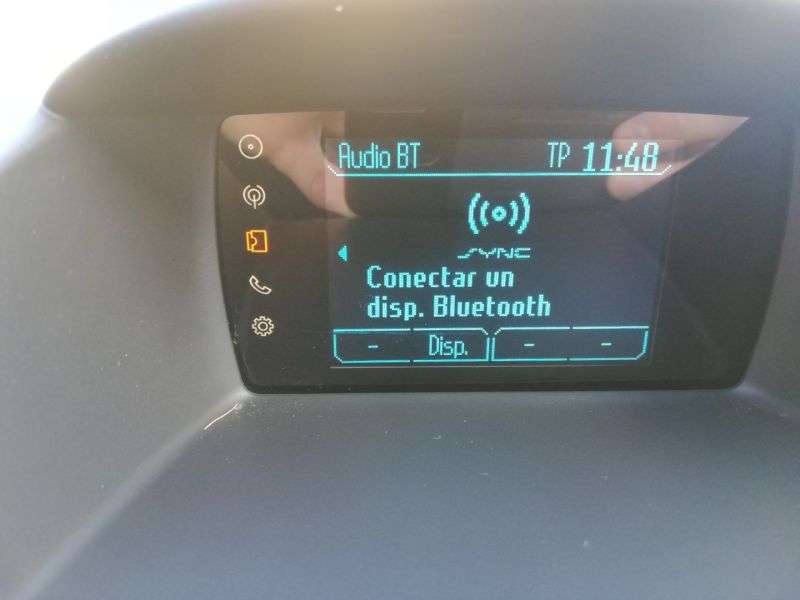 Audio BT TP 11:48
SYNC
Conectar un
disp. Bluetooth
- Disp. - -